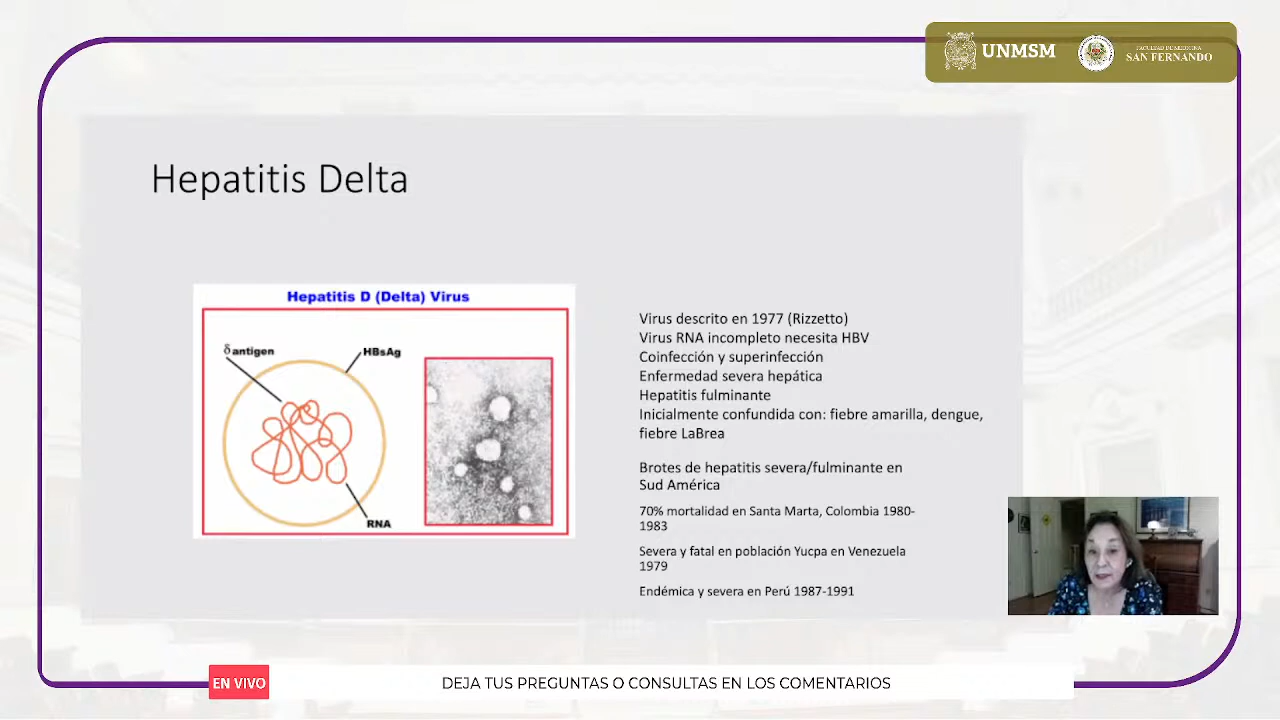 UNMSM
FACULTAD DE MEDICINA
SAN FERNANDO
Hepatitis Delta
Hepatitis D (Delta) Virus
δ antigen
HBsAg
RNA
Virus descrito en 1977 (Rizzetto)
Virus RNA incompleto necesita HBV
Coinfección y superinfección
Enfermedad severa hepática
Hepatitis fulminante
Inicialmente confundida con: fiebre amarilla, dengue,
fiebre LaBrea
Brotes de hepatitis severa/fulminante en
Sud América
70% mortalidad en Santa Marta, Colombia 1980-
1983
Severa y fatal en población Yucpa en Venezuela
1979
Endémica y severa en Perú 1987-1991
EN VIVO
DEJA TUS PREGUNTAS O CONSULTAS EN LOS COMENTARIOS